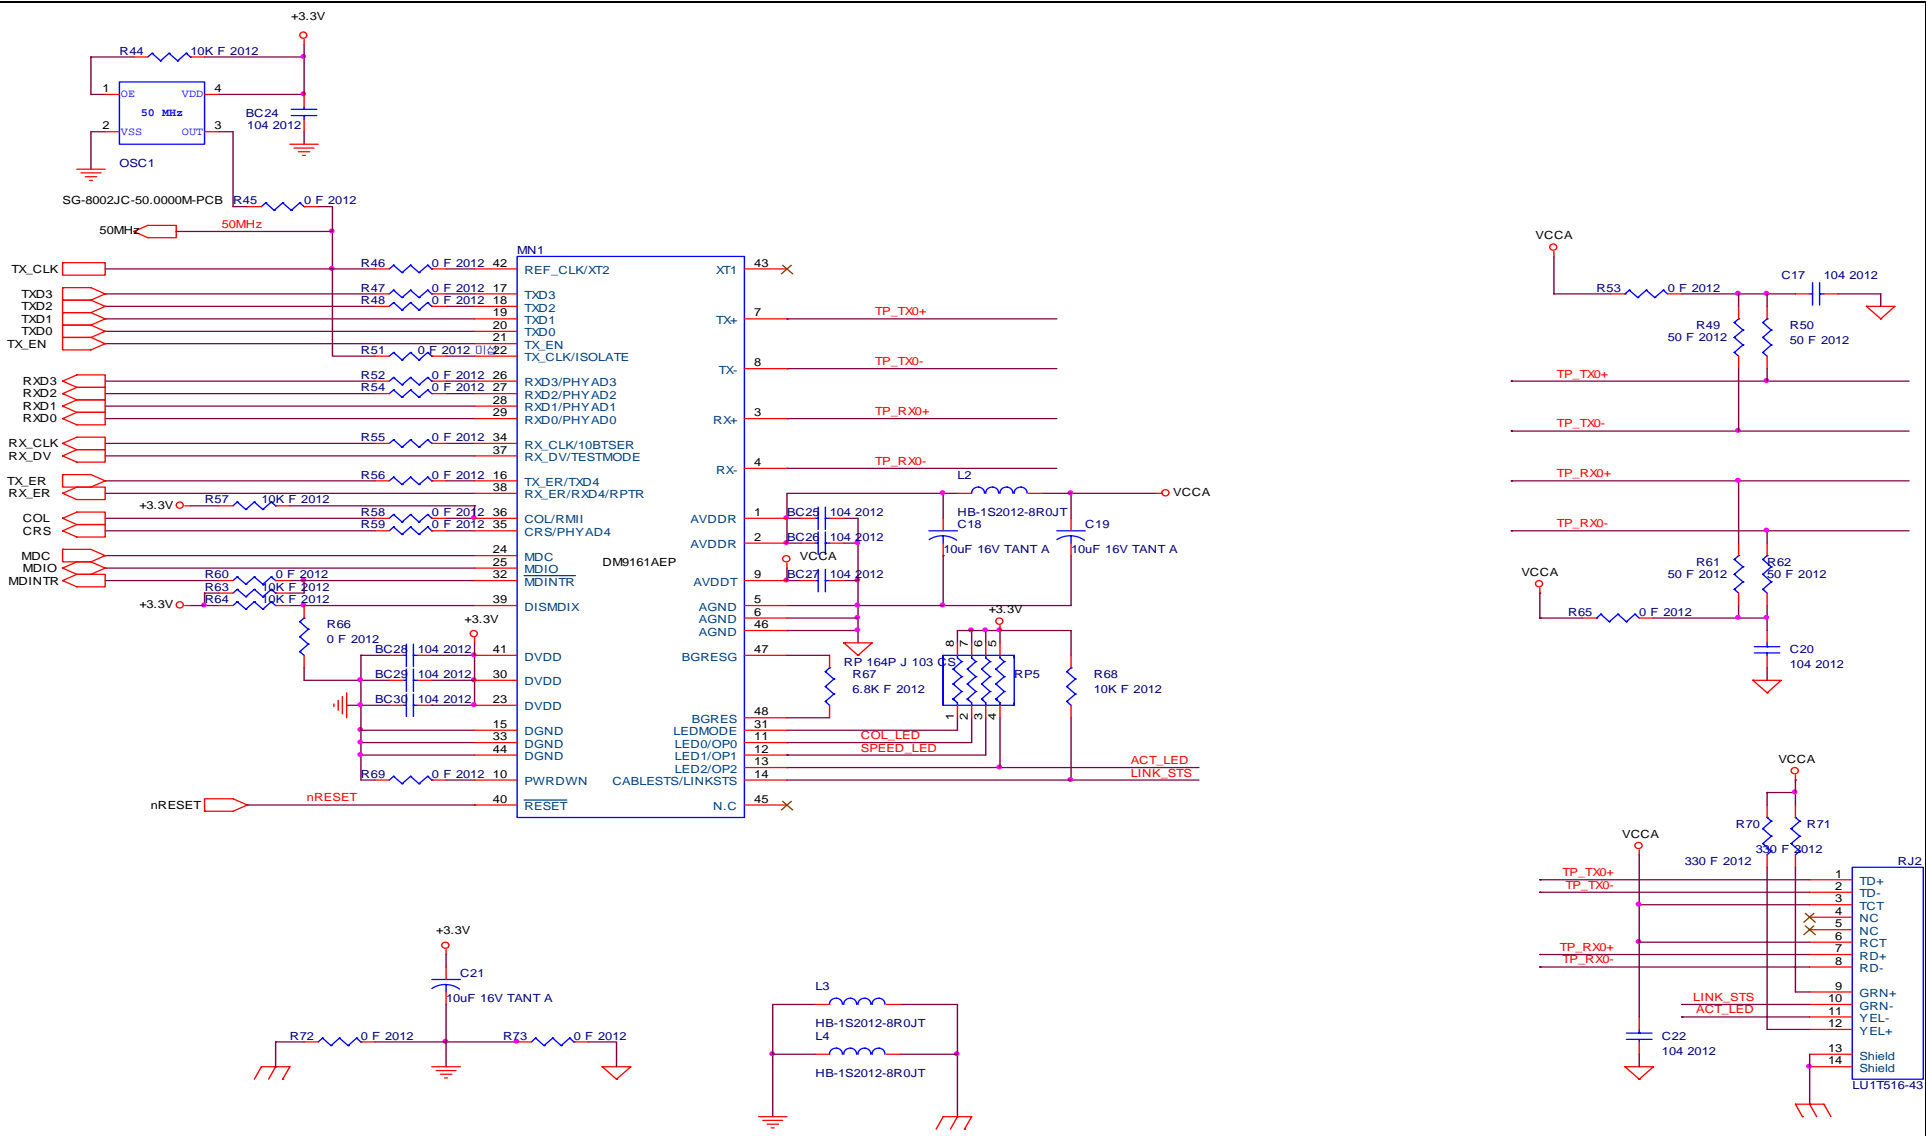 +3.3V
R44 10K F 2012
1 OE VDD 4
50 MHz
2 VSS OUT 3
BC24
104 2012
OSC1
SG-8002JC-50.0000M-PCB R45 0 F 2012
50MHz 50MHz
MN1
TX_CLK R46 0 F 2012 42 REF_CLK/XT2 XT1 43
TXD3 R47 0 F 2012 17 TXD3
TXD2 R48 0 F 2012 18 TXD2
TXD1 19 TXD1 TX+ 7 TP_TX0+
TXD0 20 TXD0
TX_EN 21 TX_EN
R51 0 F 2012 미삽 22 TX_CLK/ISOLATE TX- 8 TP_TX0-
RXD3 R52 0 F 2012 26 RXD3/PHYAD3
RXD2 R54 0 F 2012 27 RXD2/PHYAD2
RXD1 28 RXD1/PHYAD1
RXD0 29 RXD0/PHYAD0 RX+ 3 TP_RX0+
RX_CLK R55 0 F 2012 34 RX_CLK/10BTSER
RX_DV 37 RX_DV/TESTMODE RX- 4 TP_RX0-
TX_ER R56 0 F 2012 16 TX_ER/TXD4
RX_ER 38 RX_ER/RXD4/RPTR
+3.3V R57 10K F 2012
COL R58 0 F 2012 36 COL/RMII
CRS R59 0 F 2012 35 CRS/PHYAD4
MDC 24 MDC
MDIO 25 MDIO DM9161AEP
MDINTR R60 0 F 2012 32 MDINTR
R63 10K F 2012
+3.3V R64 10K F 2012 39 DISMDIX
R66
0 F 2012
+3.3V
BC28 104 2012 41 DVDD
BC29 104 2012 30 DVDD
BC30 104 2012 23 DVDD
15 DGND
33 DGND
44 DGND
R69 0 F 2012 10 PWRDWN
nRESET nRESET 40 RESET
L2
HB-1S2012-8R0JT
VCCA
AVDDR 1 BC25 104 2012
AVDDR 2 BC26 104 2012
C18
10uF 16V TANT A
C19
10uF 16V TANT A
VCCA
AVDDT 9 BC27 104 2012
AGND 5
AGND 6
AGND 46
+3.3V
BGRESG 47
R67
6.8K F 2012
RP 164P J 103 CS
8 7 6 5
RP5
1 2 3 4
R68
10K F 2012
BGRES 48
LEDMODE 31
LED0/OP0 11 COL_LED
LED1/OP1 12 SPEED_LED
LED2/OP2 13 ACT_LED
CABLESTS/LINKSTS 14 LINK_STS
N.C 45
VCCA
R53 0 F 2012
C17 104 2012
R49
50 F 2012
R50
50 F 2012
TP_TX0+
TP_TX0-
TP_RX0+
TP_RX0-
VCCA
R61
50 F 2012
R62
50 F 2012
R65 0 F 2012
C20
104 2012
VCCA
R70
330 F 2012
R71
330 F 2012
VCCA
RJ2
TP_TX0+ 1 TD+
TP_TX0- 2 TD-
3 TCT
4 NC
5 NC
6 RCT
TP_RX0+ 7 RD+
TP_RX0- 8 RD-
9 GRN+
LINK_STS 10 GRN-
ACT_LED 11 YEL-
12 YEL+
13 Shield
14 Shield
LU1T516-43
C22
104 2012
+3.3V
C21
10uF 16V TANT A
R72 0 F 2012
R73 0 F 2012
L3
HB-1S2012-8R0JT
L4
HB-1S2012-8R0JT